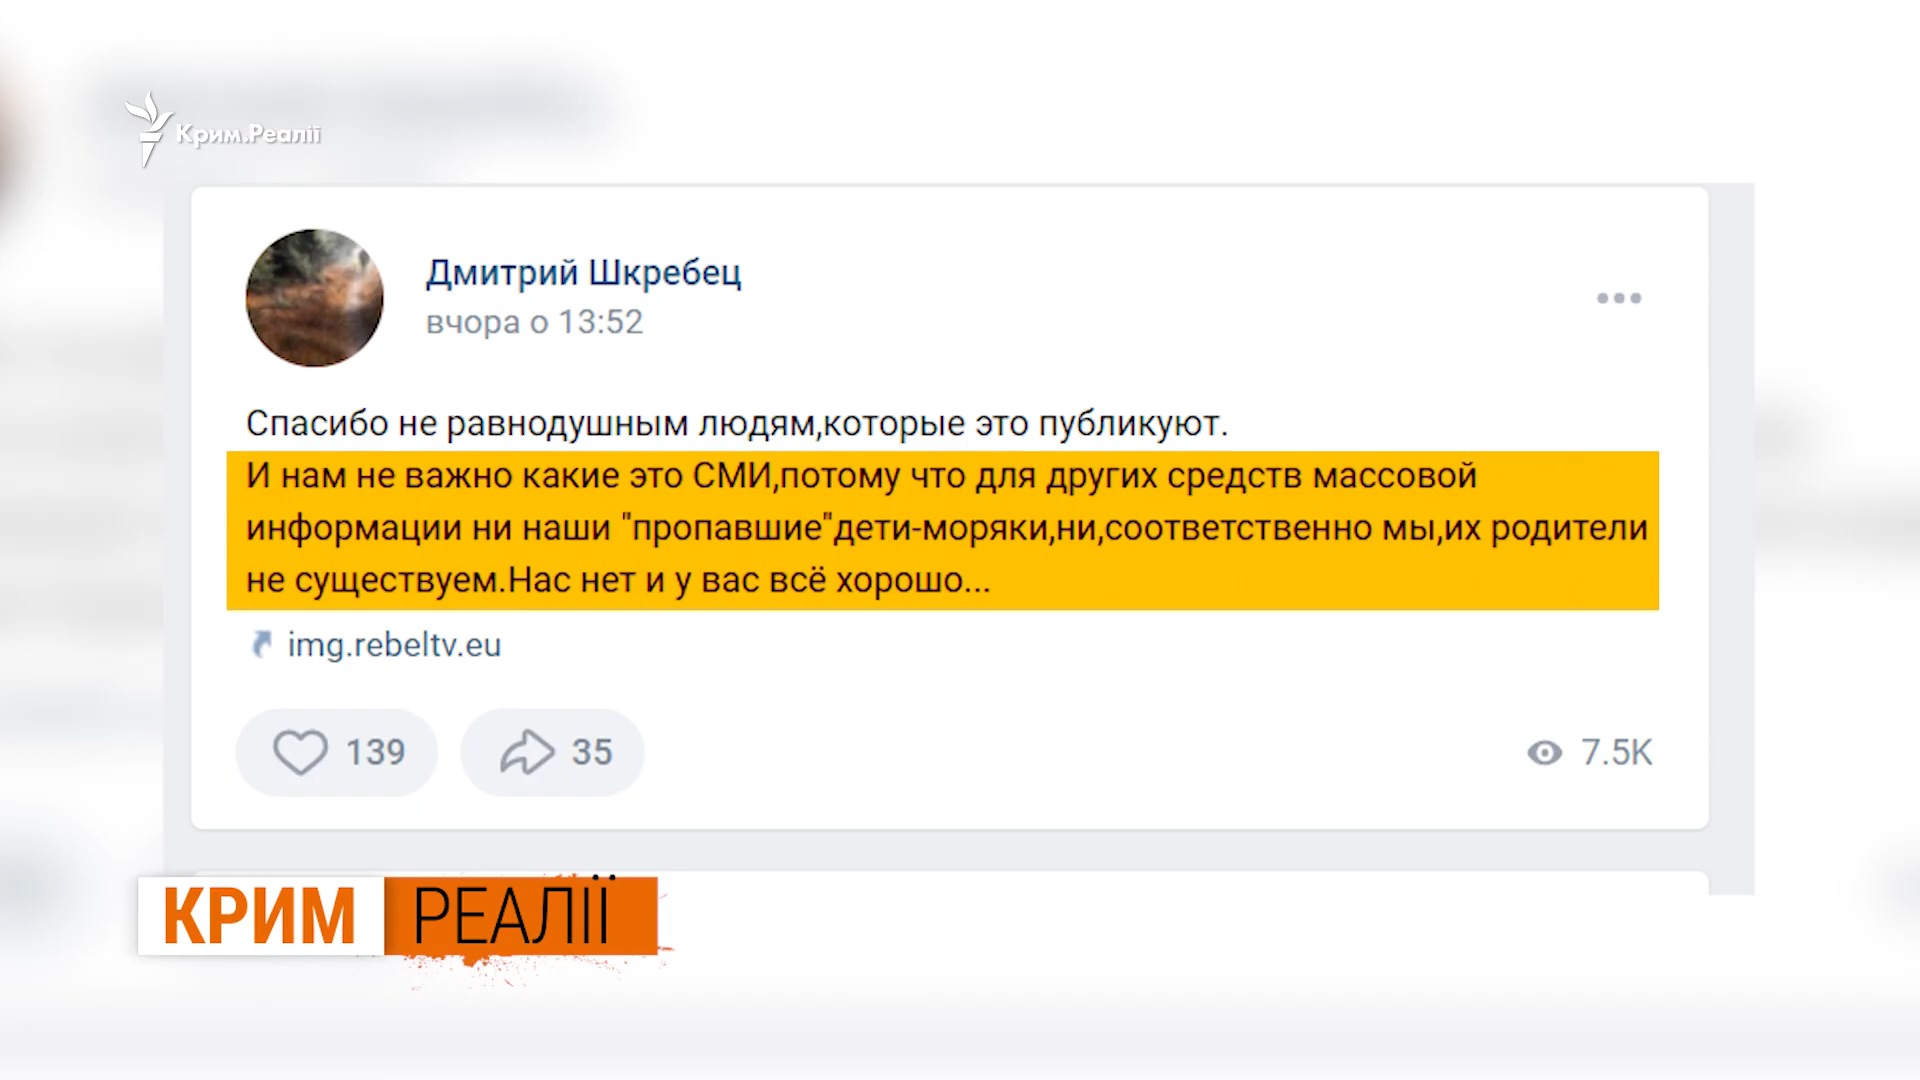 Крим.Реалії
Дмитрий Шкребец
вчора о 13:52
Спасибо не равнодушным людям,которые это публикуют.
И нам не важно какие это СМИ,потому что для других средств массовой
информации ни наши "пропавшие"дети-моряки,ни,соответственно мы,их родители
не существуем.Нас нет и у вас всё хорошо...
img.rebeltv.eu
139
35
7.5K
КРИМ РЕАЛІЇ